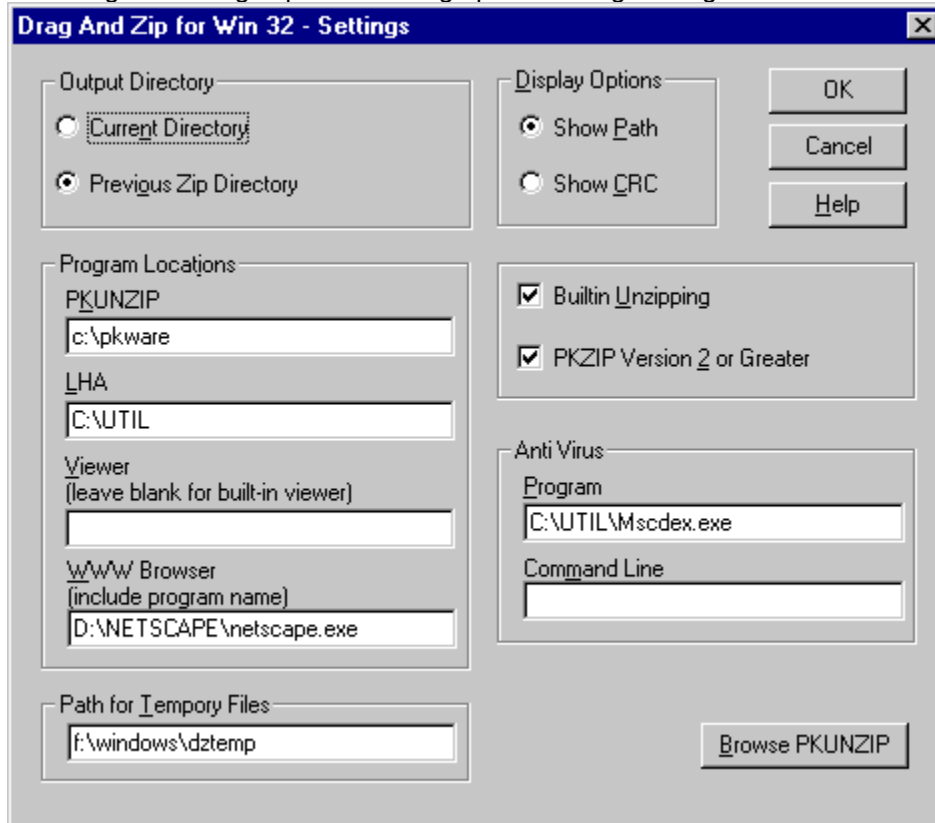 Drag And Zip for Win 32 - Settings
Output Directory
Current Directory
Previous Zip Directory
Display Options
Show Path
Show CRC
OK
Cancel
Help
Program Locations
PKUNZIP
c:\pkware
LHA
C:\UTIL
Viewer
(leave blank for built-in viewer)
WWW Browser
(include program name)
D:\NETSCAPE\netscape.exe
Builtin Unzipping
PKZIP Version 2 or Greater
Anti Virus
Program
C:\UTIL\Mscdex.exe
Command Line
Path for Tempory Files
f:\windows\dztemp
Browse PKUNZIP